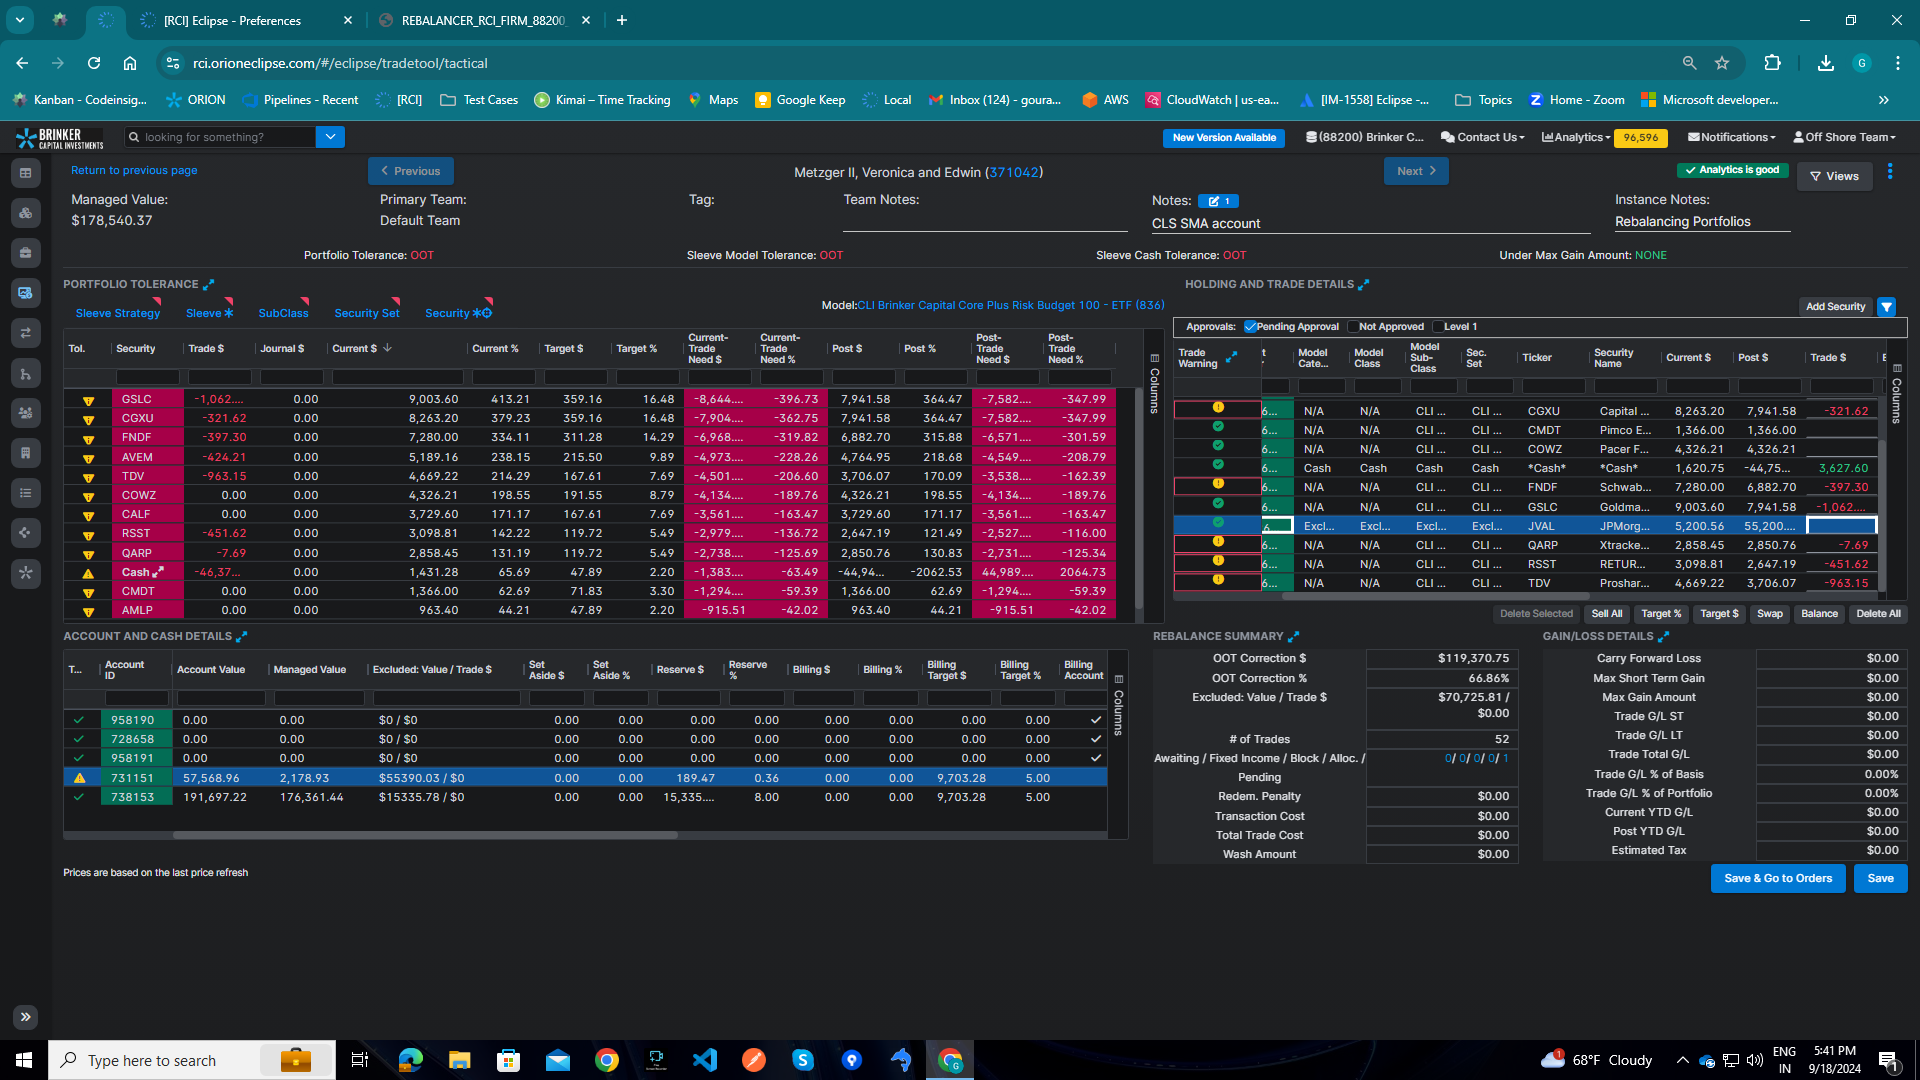 [RCI] Eclipse - Preferences
REBALANCER_RCI_FIRM_88200_
rci.orioneclipse.com/#/eclipse/tradetool/tactical
G
Kanban - Codeinsig... ORION Pipelines - Recent [RCI] Test Cases Kimai – Time Tracking Maps Google Keep Local Inbox (124) - goura... AWS CloudWatch | us-ea... [IM-1558] Eclipse -... Topics Home - Zoom Microsoft developer...
BRINKER
CAPITAL INVESTMENTS
looking for something?
New Version Available (88200) Brinker C... Contact Us Analytics 96,596 Notifications Off Shore Team
Return to previous page Previous Metzger II, Veronica and Edwin (371042) Next Analytics is good Views
Managed Value: Primary Team: Tag: Team Notes: Notes: 1 Instance Notes:
$178,540.37 Default Team CLS SMA account Rebalancing Portfolios
Portfolio Tolerance: OOT Sleeve Model Tolerance: OOT Sleeve Cash Tolerance: OOT Under Max Gain Amount: NONE
PORTFOLIO TOLERANCE
Sleeve Strategy Sleeve SubClass Security Set Security
Model:CLI Brinker Capital Core Plus Risk Budget 100 - ETF (836)
Tol. Security Trade $ Journal $ Current $ Current % Target $ Target % Current-Trade Need $ Current-Trade Need % Post $ Post % Post-Trade Need $ Post-Trade Need %
GSLC -1,062.... 0.00 9,003.60 413.21 359.16 16.48 -8,644.... -396.73 7,941.58 364.47 -7,582.... -347.99
CGXU -321.62 0.00 8,263.20 379.23 359.16 16.48 -7,904.... -362.75 7,941.58 364.47 -7,582.... -347.99
FNDF -397.30 0.00 7,280.00 334.11 311.28 14.29 -6,968.... -319.82 6,882.70 315.88 -6,571.... -301.59
AVEM -424.21 0.00 5,189.16 238.15 215.50 9.89 -4,973.... -228.26 4,764.95 218.68 -4,549.... -208.79
TDV -963.15 0.00 4,669.22 214.29 167.61 7.69 -4,501.... -206.60 3,706.07 170.09 -3,538.... -162.39
COWZ 0.00 0.00 4,326.21 198.55 191.55 8.79 -4,134.... -189.76 4,326.21 198.55 -4,134.... -189.76
CALF 0.00 0.00 3,729.60 171.17 167.61 7.69 -3,561.... -163.47 3,729.60 171.17 -3,561.... -163.47
RSST -451.62 0.00 3,098.81 142.22 119.72 5.49 -2,979.... -136.72 2,647.19 121.49 -2,527.... -116.00
QARP -7.69 0.00 2,858.45 131.19 119.72 5.49 -2,738.... -125.69 2,850.76 130.83 -2,731.... -125.34
Cash -46,37... 0.00 1,431.28 65.69 47.89 2.20 -1,383.... -63.49 -44,94... -2062.53 44,989.... 2064.73
CMDT 0.00 0.00 1,366.00 62.69 71.83 3.30 -1,294.... -59.39 1,366.00 62.69 -1,294.... -59.39
AMLP 0.00 0.00 963.40 44.21 47.89 2.20 -915.51 -42.02 963.40 44.21 -915.51 -42.02
Columns
HOLDING AND TRADE DETAILS
Add Security
Approvals: Pending Approval Not Approved Level 1
Trade Warning Model Cate... Model Class Model Sub-Class Sec. Set Ticker Security Name Current $ Post $ Trade $
6... N/A N/A CLI ... CLI ... CGXU Capital ... 8,263.20 7,941.58 -321.62
6... N/A N/A CLI ... CLI ... CMDT Pimco E... 1,366.00 1,366.00
6... N/A N/A CLI ... CLI ... COWZ Pacer F... 4,326.21 4,326.21
6... Cash Cash Cash Cash *Cash* *Cash* 1,620.75 -44,75... 3,627.60
6... N/A N/A CLI ... CLI ... FNDF Schwab... 7,280.00 6,882.70 -397.30
6... N/A N/A CLI ... CLI ... GSLC Goldma... 9,003.60 7,941.58 -1,062....
6 Excl... Excl... Excl... Excl... JVAL JPMorg... 5,200.56 55,200....
6... N/A N/A CLI ... CLI ... QARP Xtracke... 2,858.45 2,850.76 -7.69
6... N/A N/A CLI ... CLI ... RSST RETUR... 3,098.81 2,647.19 -451.62
6... N/A N/A CLI ... CLI ... TDV Proshar... 4,669.22 3,706.07 -963.15
Columns
Delete Selected Sell All Target % Target $ Swap Balance Delete All
ACCOUNT AND CASH DETAILS
T... Account ID Account Value Managed Value Excluded: Value / Trade $ Set Aside $ Set Aside % Reserve $ Reserve % Billing $ Billing % Billing Target $ Billing Target % Billing Account
958190 0.00 0.00 $0 / $0 0.00 0.00 0.00 0.00 0.00 0.00 0.00 0.00
728658 0.00 0.00 $0 / $0 0.00 0.00 0.00 0.00 0.00 0.00 0.00 0.00
958191 0.00 0.00 $0 / $0 0.00 0.00 0.00 0.00 0.00 0.00 0.00 0.00
731151 57,568.96 2,178.93 $55390.03 / $0 0.00 0.00 189.47 0.36 0.00 0.00 9,703.28 5.00
738153 191,697.22 176,361.44 $15335.78 / $0 0.00 0.00 15,335.... 8.00 0.00 0.00 9,703.28 5.00
Columns
REBALANCE SUMMARY
OOT Correction $ $119,370.75
OOT Correction % 66.86%
Excluded: Value / Trade $ $70,725.81 / $0.00
# of Trades 52
Awaiting / Fixed Income / Block / Alloc. / Pending 0/ 0/ 0/ 0/ 1
Redem. Penalty $0.00
Transaction Cost $0.00
Total Trade Cost $0.00
Wash Amount $0.00
GAIN/LOSS DETAILS
Carry Forward Loss $0.00
Max Short Term Gain $0.00
Max Gain Amount $0.00
Trade G/L ST $0.00
Trade G/L LT $0.00
Trade Total G/L $0.00
Trade G/L % of Basis 0.00%
Trade G/L % of Portfolio 0.00%
Current YTD G/L $0.00
Post YTD G/L $0.00
Estimated Tax $0.00
Prices are based on the last price refresh
Save & Go to Orders Save
Type here to search
68°F Cloudy
ENG
IN
5:41 PM
9/18/2024
1